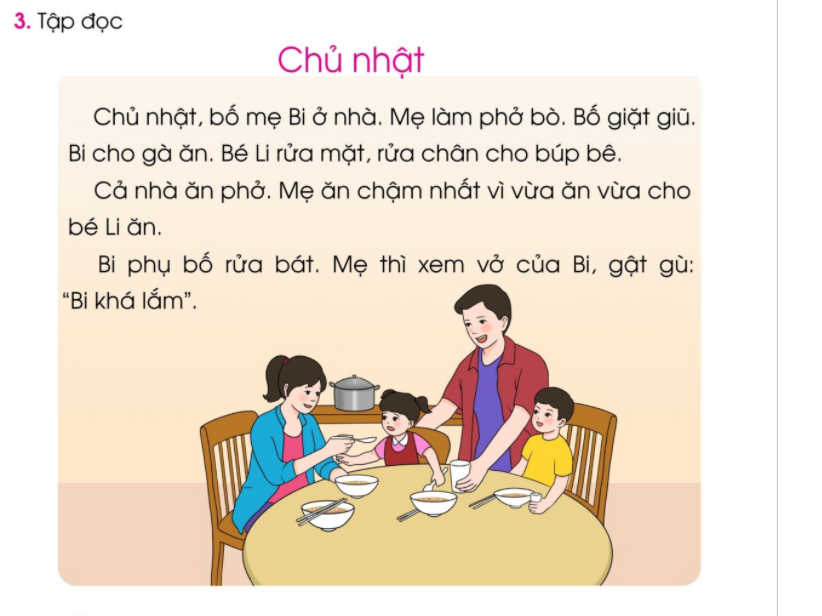 3. Tập đọc
Chủ nhật
Chủ nhật, bố mẹ Bi ở nhà. Mẹ làm phở bò. Bố giặt giũ.
Bi cho gà ăn. Bé Li rửa mặt, rửa chân cho búp bê.
Cả nhà ăn phở. Mẹ ăn chậm nhất vì vừa ăn vừa cho
bé Li ăn.
Bi phụ bố rửa bát. Mẹ thì xem vở của Bi, gật gù:
“Bi khá lắm”.